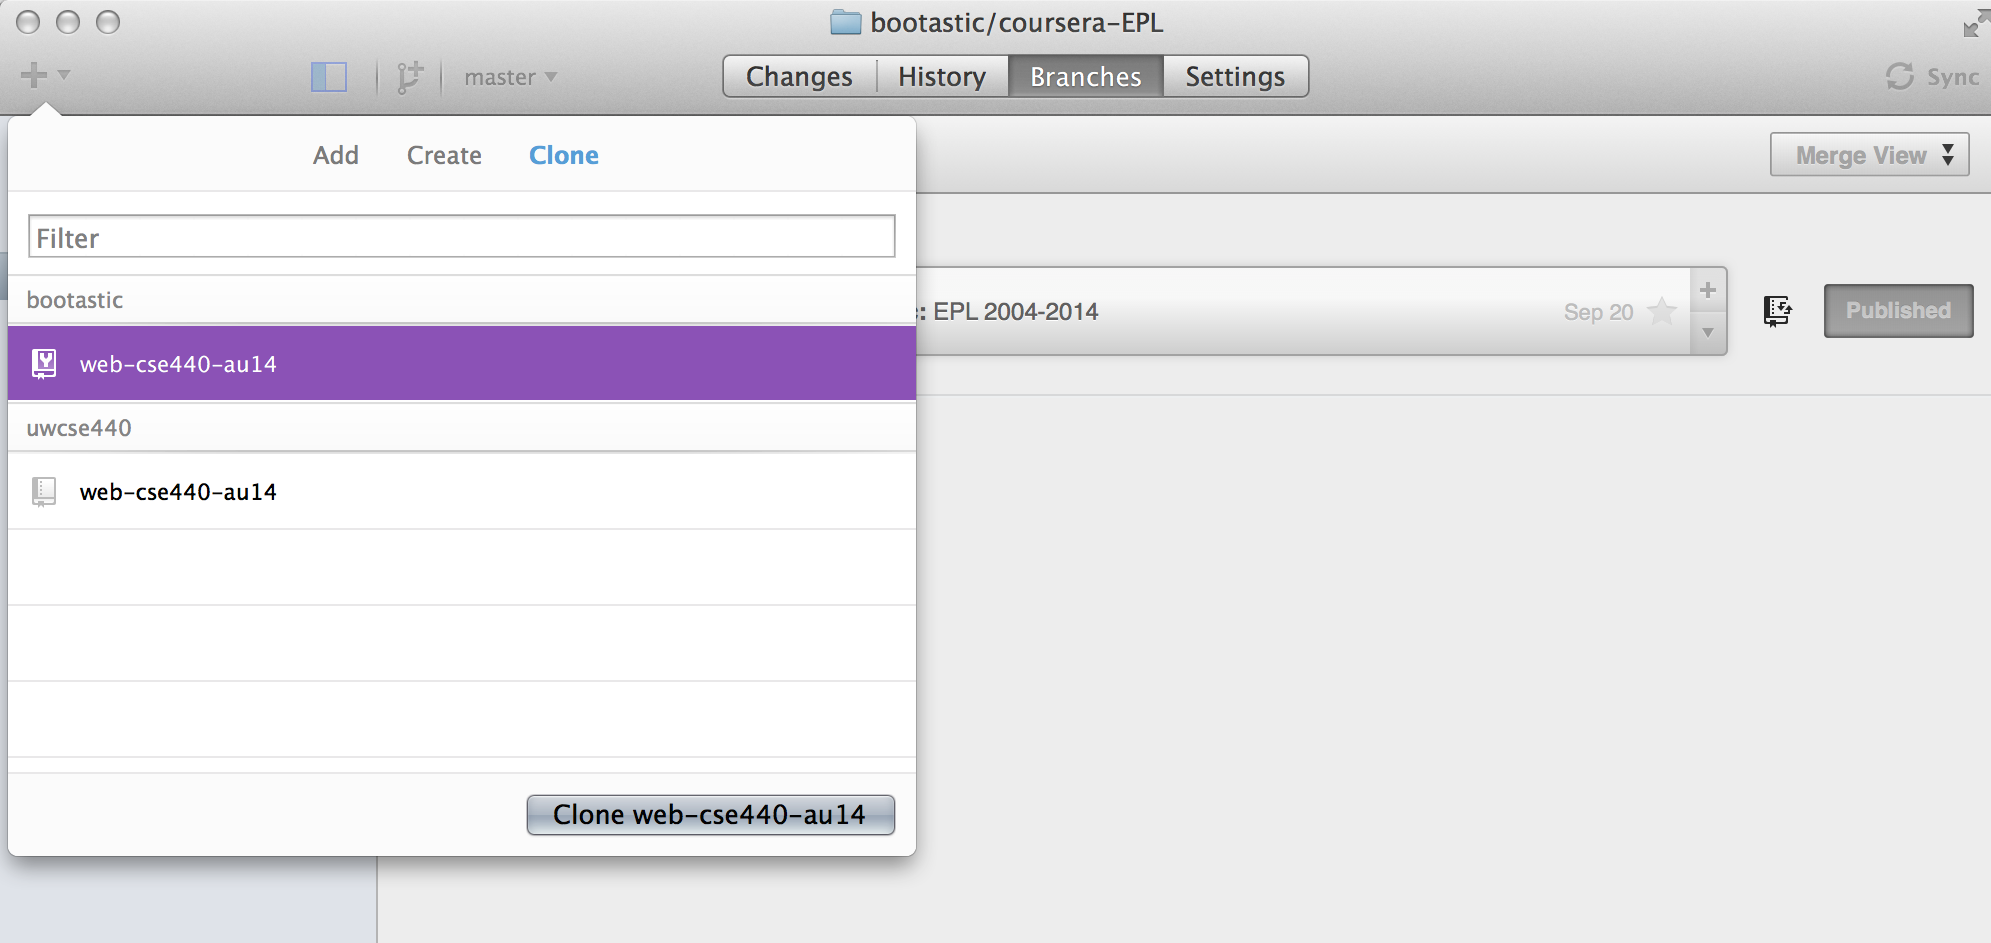 bootastic/coursera-EPL
master
Changes
History
Branches
Settings
Sync
Add
Create
Clone
Merge View
Filter
bootastic
: EPL 2004-2014
Sep 20
Published
web-cse440-au14
uwcse440
web-cse440-au14
Clone web-cse440-au14